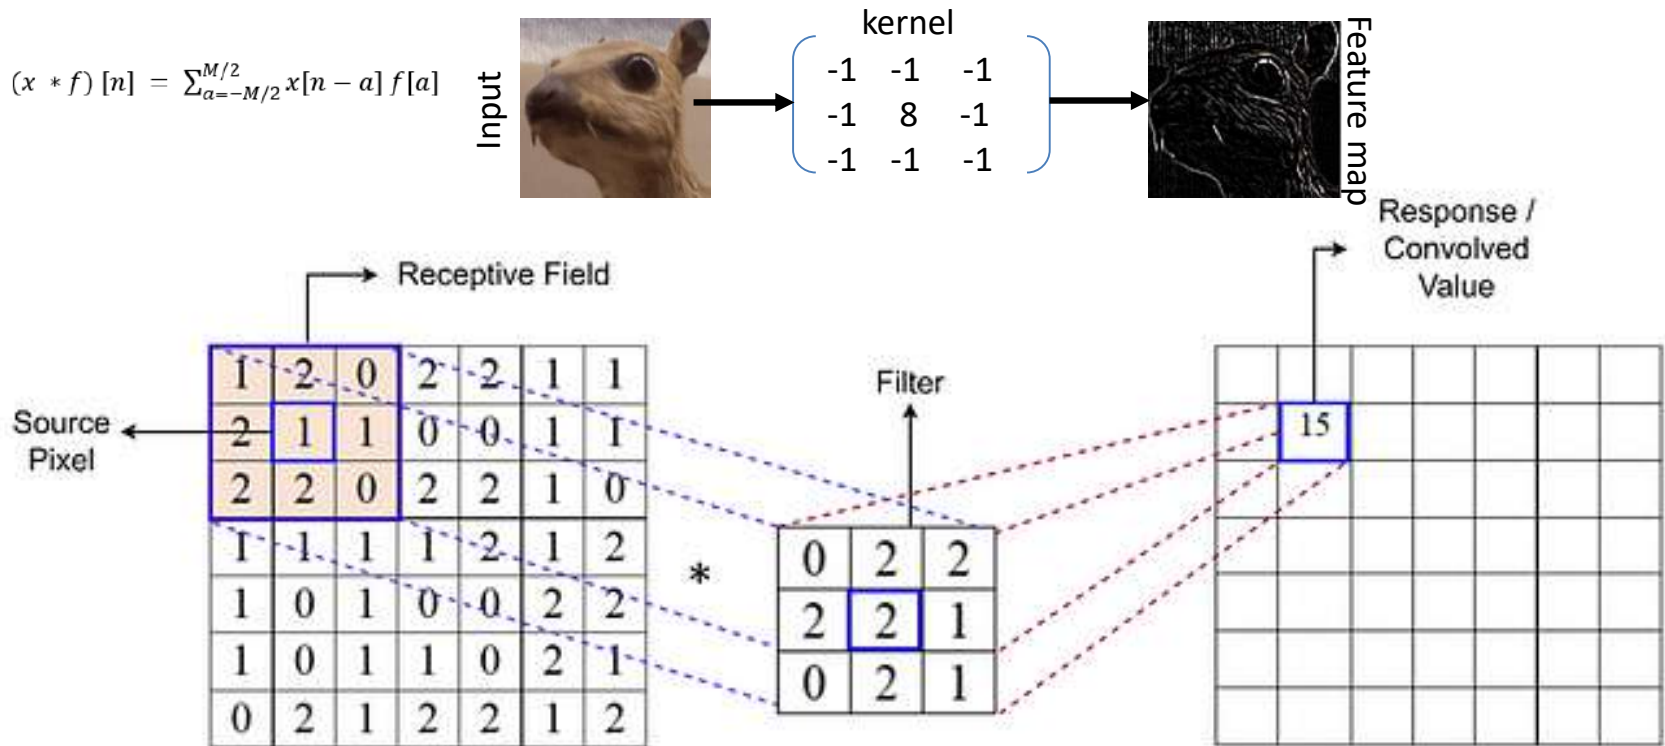 (x * f) [n] = ∑_{a=-M/2}^{M/2} x[n − a] f[a]
Input
kernel
-1 -1 -1
-1 8 -1
-1 -1 -1
Feature map
Response /
Convolved
Value
Receptive Field
Source
Pixel
1 2 0 2 2 1 1
2 1 1 0 0 1 1
2 2 0 2 2 1 0
1 1 1 1 2 1 2
1 0 1 0 0 2 2
1 0 1 1 0 2 1
0 2 1 2 2 1 2
*
Filter
0 2 2
2 2 1
0 2 1
15